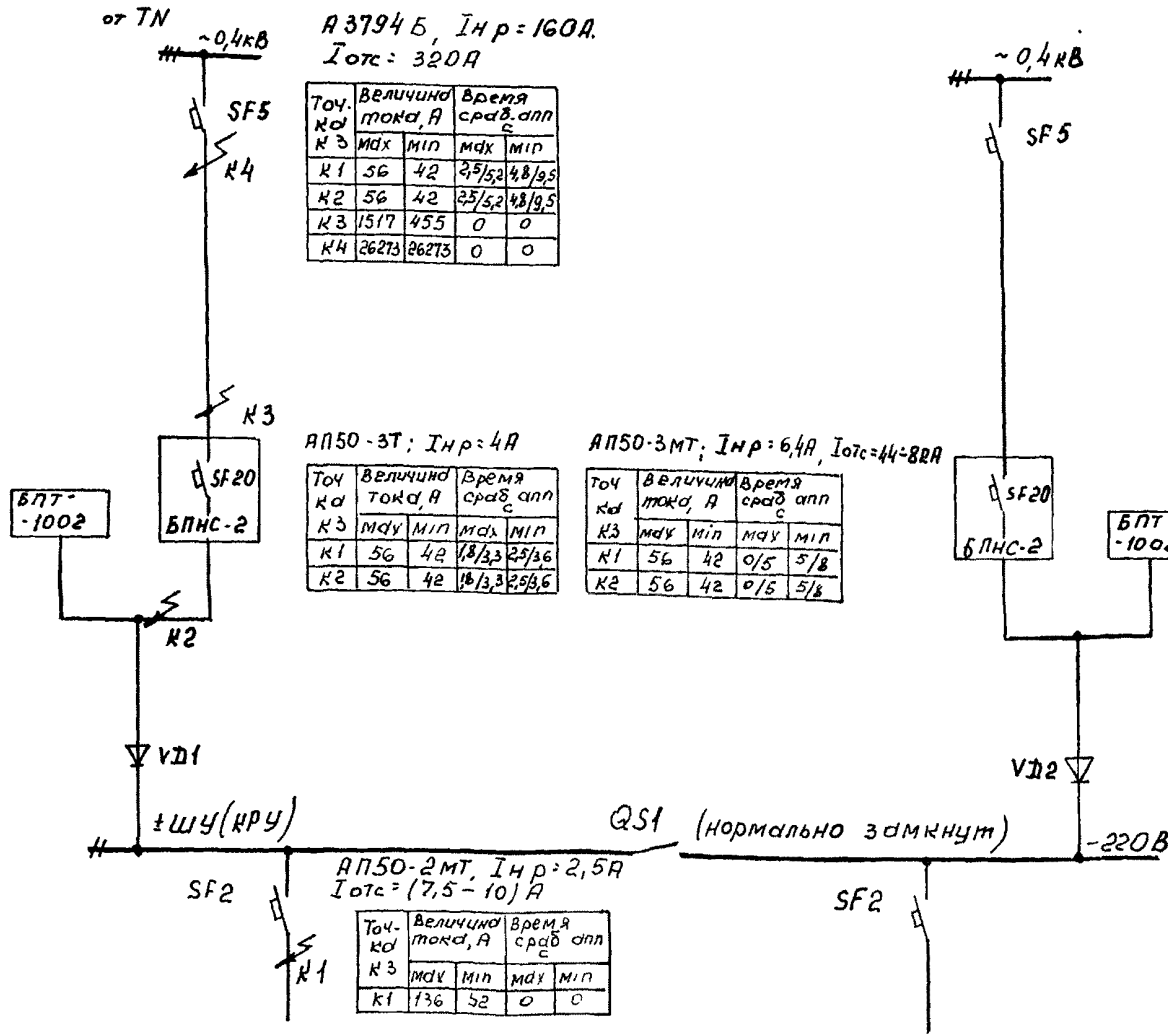 от TN
~0,4кВ
А3794Б, Iнр=160А.
Iотс=320А
SF5
К4
Точ- Величина Время
ка тока, А сраб. апп
с
КЗ max min max min
К1 56 42 2,5/5,2 4,8/9,5
К2 56 42 2,5/5,2 4,8/9,5
К3 1517 455 0 0
К4 26273 26273 0 0
~0,4кВ
SF5
К3
SF20
БПНС-2
БПТ-
-1002
К2
АП50-3Т; Iнр=4А
Точ Величина Время
ка тока, А сраб апп
с
КЗ max min max min
К1 56 42 1,8/3,3 2,5/3,6
К2 56 42 1,8/3,3 2,5/3,6
АП50-3МТ; Iнр=6,4А, Iотс=44÷82А
Точ Величина Время
ка тока, А сраб апп
с
КЗ max min max min
К1 56 42 0/5 5/8
К2 56 42 0/5 5/8
SF20
БПНС-2
БПТ
-1002
VD1
VD2
±ШУ(КРУ)
QS1 (нормально замкнут)
-220В
SF2
АП50-2МТ, Iнр=2,5А
Iотс=(7,5-10)А
Точ- Величина Время
ка тока, А сраб апп
с
КЗ max min max min
К1 136 52 0 0
К1
SF2